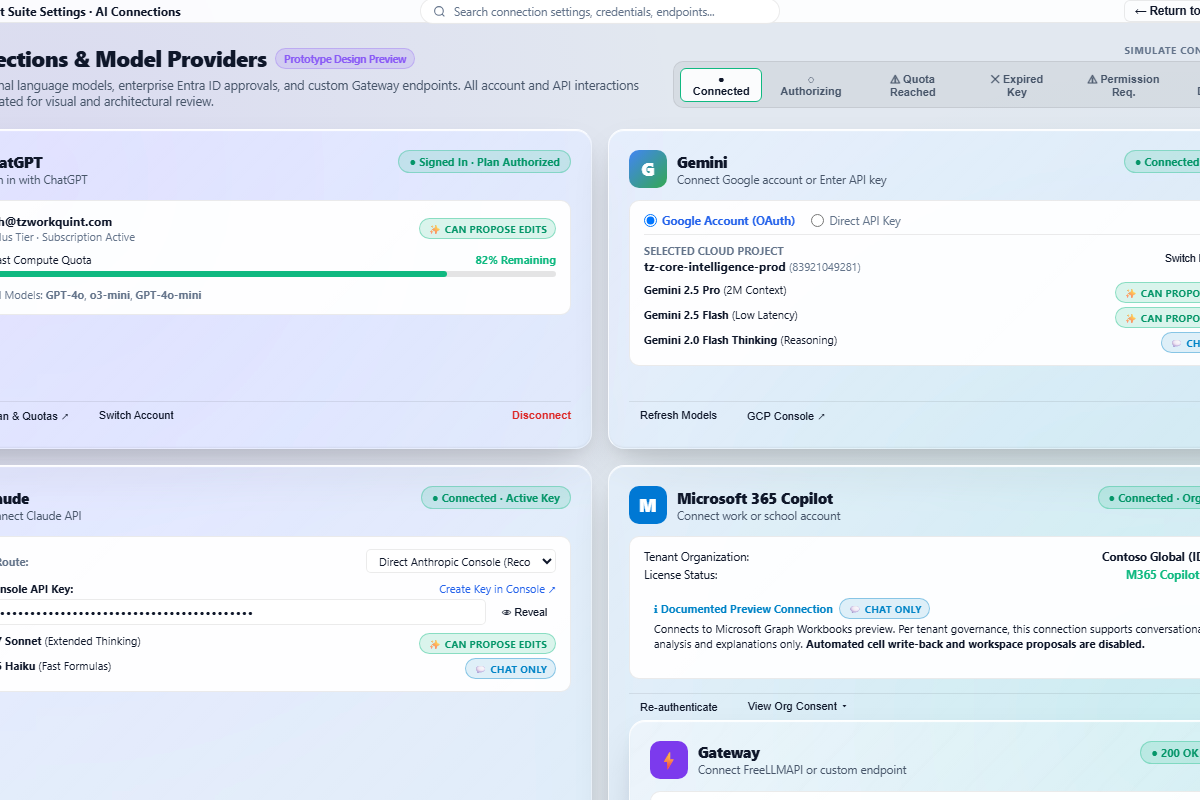 t Suite Settings · AI Connections
Search connection settings, credentials, endpoints...
← Return to
ections & Model Providers
Prototype Design Preview
nal language models, enterprise Entra ID approvals, and custom Gateway endpoints. All account and API interactions
ated for visual and architectural review.
SIMULATE CON
● Connected
○ Authorizing
⚠ Quota Reached
✕ Expired Key
⚠ Permission Req.
atGPT
n in with ChatGPT
● Signed In · Plan Authorized
h@tzworkquint.com
lus Tier · Subscription Active
✨ CAN PROPOSE EDITS
ast Compute Quota
82% Remaining
l Models: GPT-4o, o3-mini, GPT-4o-mini
an & Quotas ↗
Switch Account
Disconnect
G
Gemini
Connect Google account or Enter API key
● Connected
Google Account (OAuth)
Direct API Key
SELECTED CLOUD PROJECT
tz-core-intelligence-prod (83921049281)
Switch
Gemini 2.5 Pro (2M Context)
✨ CAN PROPO
Gemini 2.5 Flash (Low Latency)
✨ CAN PROPO
Gemini 2.0 Flash Thinking (Reasoning)
💬 CH
Refresh Models
GCP Console ↗
aude
nnect Claude API
● Connected · Active Key
Route:
Direct Anthropic Console (Reco
nsole API Key:
Create Key in Console ↗
👁 Reveal
7 Sonnet (Extended Thinking)
✨ CAN PROPOSE EDITS
5 Haiku (Fast Formulas)
💬 CHAT ONLY
M
Microsoft 365 Copilot
Connect work or school account
● Connected · Org
Tenant Organization:
Contoso Global (ID
License Status:
M365 Copilot
ℹ Documented Preview Connection
💬 CHAT ONLY
Connects to Microsoft Graph Workbooks preview. Per tenant governance, this connection supports conversationa
analysis and explanations only. Automated cell write-back and workspace proposals are disabled.
Re-authenticate
View Org Consent
Gateway
Connect FreeLLMAPI or custom endpoint
● 200 OK